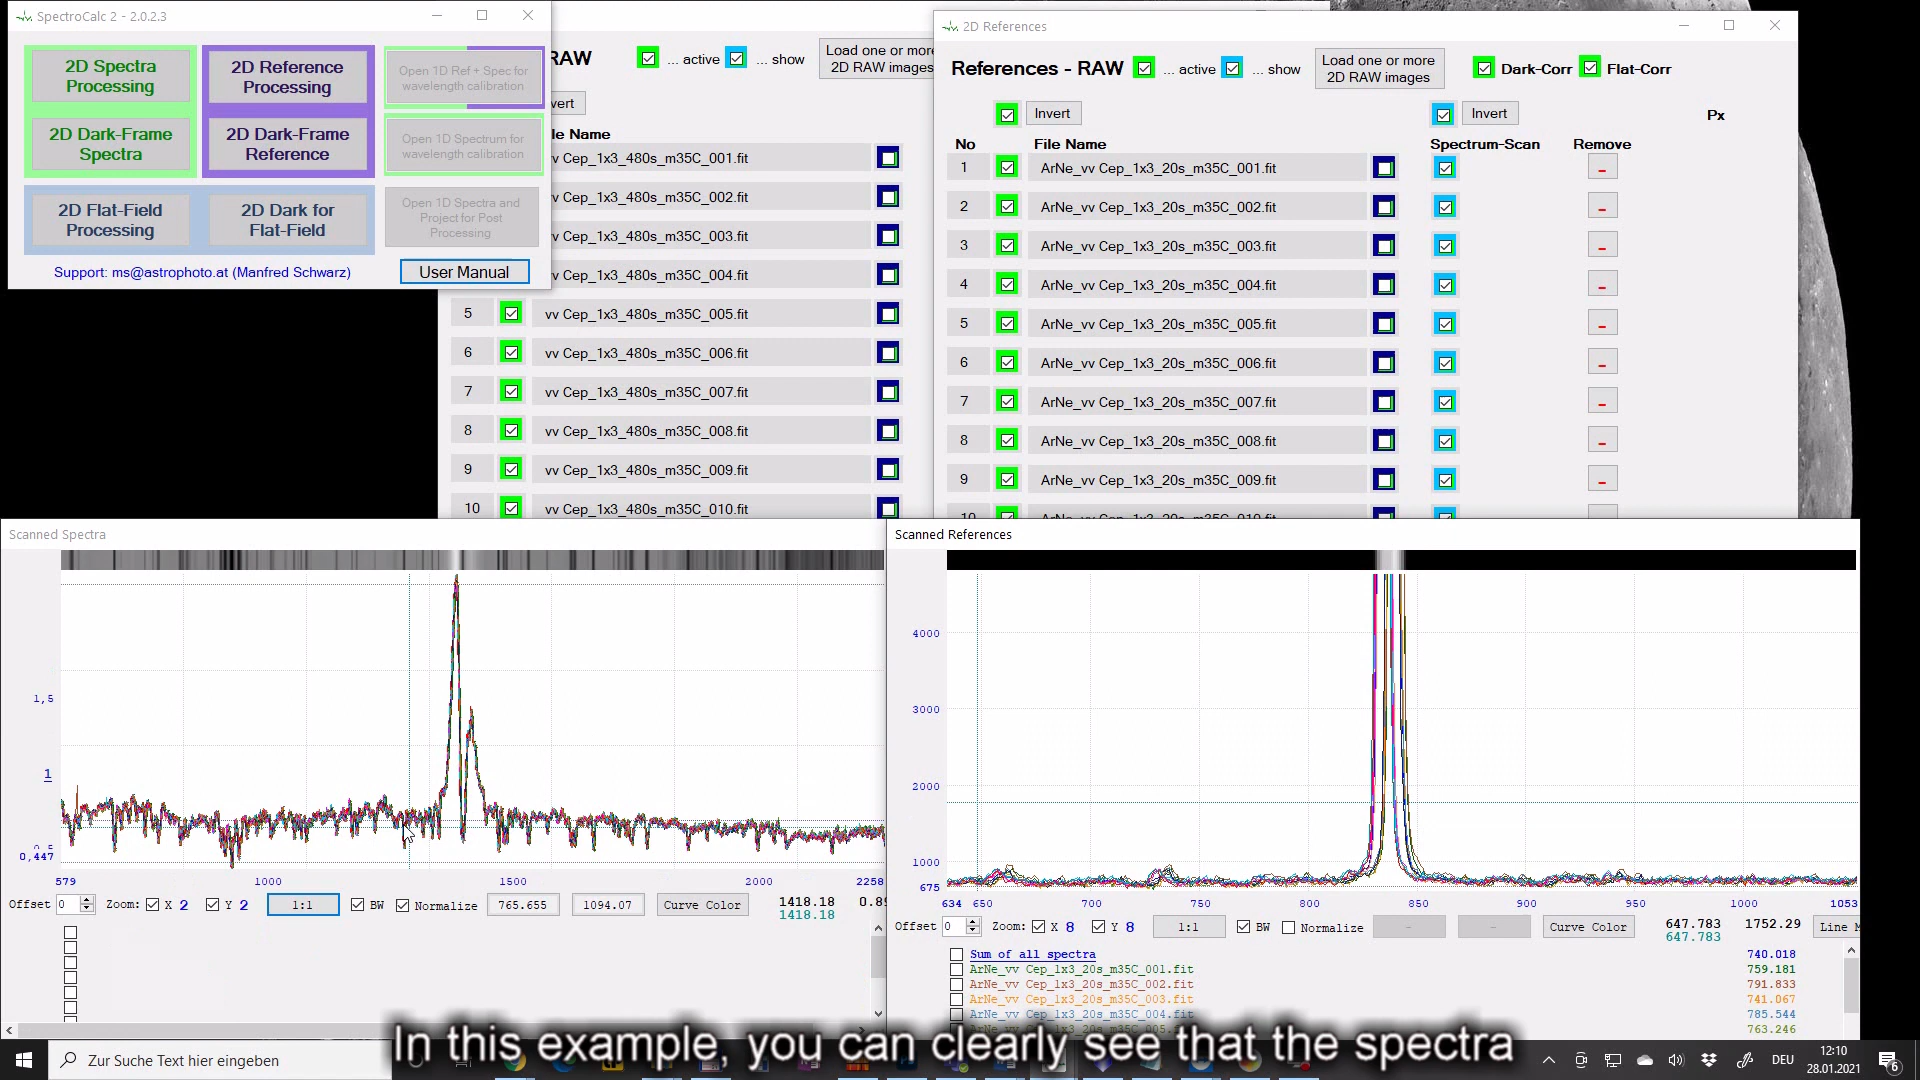 SpectroCalc 2 - 2.0.2.3
2D Spectra Processing
2D Reference Processing
Open 1D Ref + Spec for wavelength calibration
2D Dark-Frame Spectra
2D Dark-Frame Reference
Open 1D Spectrum for wavelength calibration
2D Flat-Field Processing
2D Dark for Flat-Field
Open 1D Spectra and Project for Post Processing
Support: ms@astrophoto.at (Manfred Schwarz)
User Manual
RAW ... active ... show
Load one or more 2D RAW images
vert
le Name
vv Cep_1x3_480s_m35C_001.fit
vv Cep_1x3_480s_m35C_002.fit
vv Cep_1x3_480s_m35C_003.fit
vv Cep_1x3_480s_m35C_004.fit
5 vv Cep_1x3_480s_m35C_005.fit
6 vv Cep_1x3_480s_m35C_006.fit
7 vv Cep_1x3_480s_m35C_007.fit
8 vv Cep_1x3_480s_m35C_008.fit
9 vv Cep_1x3_480s_m35C_009.fit
10 vv Cep_1x3_480s_m35C_010.fit
2D References
References - RAW ... active ... show
Load one or more 2D RAW images
Dark-Corr Flat-Corr
Invert Invert Px
No File Name Spectrum-Scan Remove
1 ArNe_vv Cep_1x3_20s_m35C_001.fit -
2 ArNe_vv Cep_1x3_20s_m35C_002.fit -
3 ArNe_vv Cep_1x3_20s_m35C_003.fit -
4 ArNe_vv Cep_1x3_20s_m35C_004.fit -
5 ArNe_vv Cep_1x3_20s_m35C_005.fit -
6 ArNe_vv Cep_1x3_20s_m35C_006.fit -
7 ArNe_vv Cep_1x3_20s_m35C_007.fit -
8 ArNe_vv Cep_1x3_20s_m35C_008.fit -
9 ArNe_vv Cep_1x3_20s_m35C_009.fit -
Scanned Spectra
1,5
1
0,447
579 1000 1500 2000 2258
Offset 0 Zoom: X 2 Y 2 1:1 BW Normalize 765.655 1094.07 Curve Color 1418.18 0.89
1418.18
Scanned References
4000
3000
2000
1000
675
634 650 700 750 800 850 900 950 1000 1053
Offset 0 Zoom: X 8 Y 8 1:1 BW Normalize - - Curve Color 647.783 1752.29 Line M
647.783
Sum of all spectra 740.018
ArNe_vv Cep_1x3_20s_m35C_001.fit 759.181
ArNe_vv Cep_1x3_20s_m35C_002.fit 791.833
ArNe_vv Cep_1x3_20s_m35C_003.fit 741.067
ArNe_vv Cep_1x3_20s_m35C_004.fit 785.544
763.246
In this example, you can clearly see that the spectra
Zur Suche Text hier eingeben
DEU
12:10
28.01.2021
6